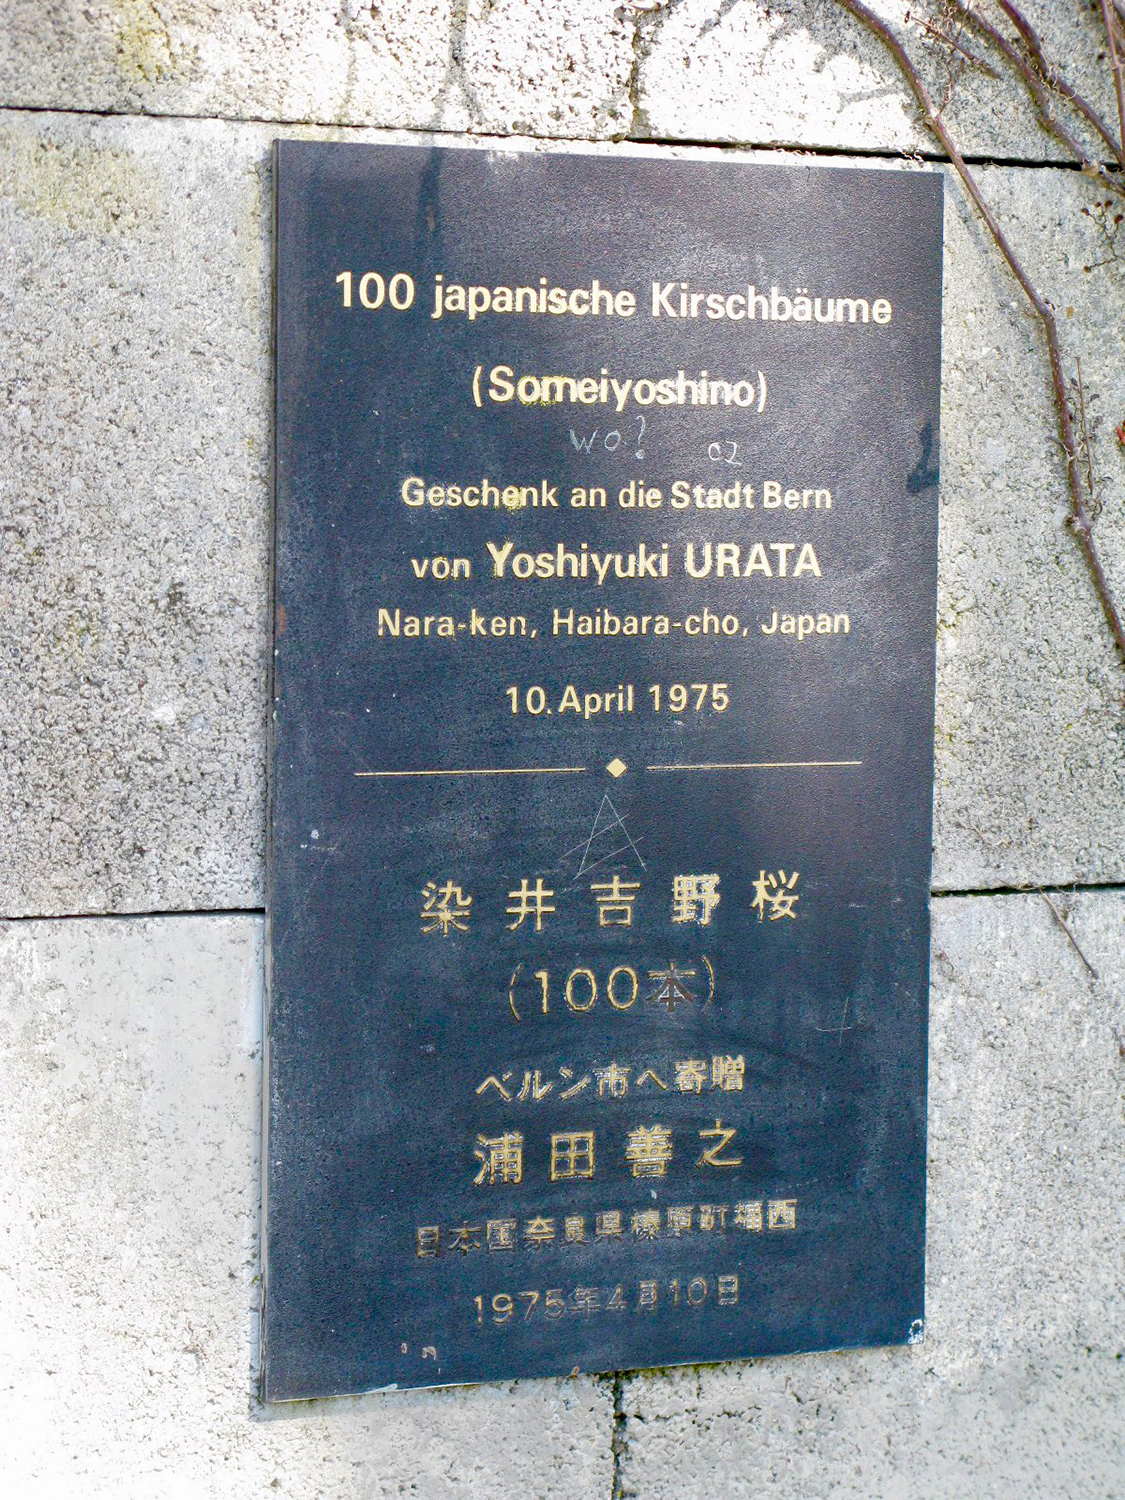 100 japanische Kirschbäume
(Someiyoshino)
wo?
Geschenk an die Stadt Bern
von Yoshiyuki URATA
Nara-ken, Haibara-cho, Japan
10. April 1975
染井吉野桜
(100本)
ベルン市へ寄贈
浦田善之
日本国奈良県榛原町福西
1975年4月10日